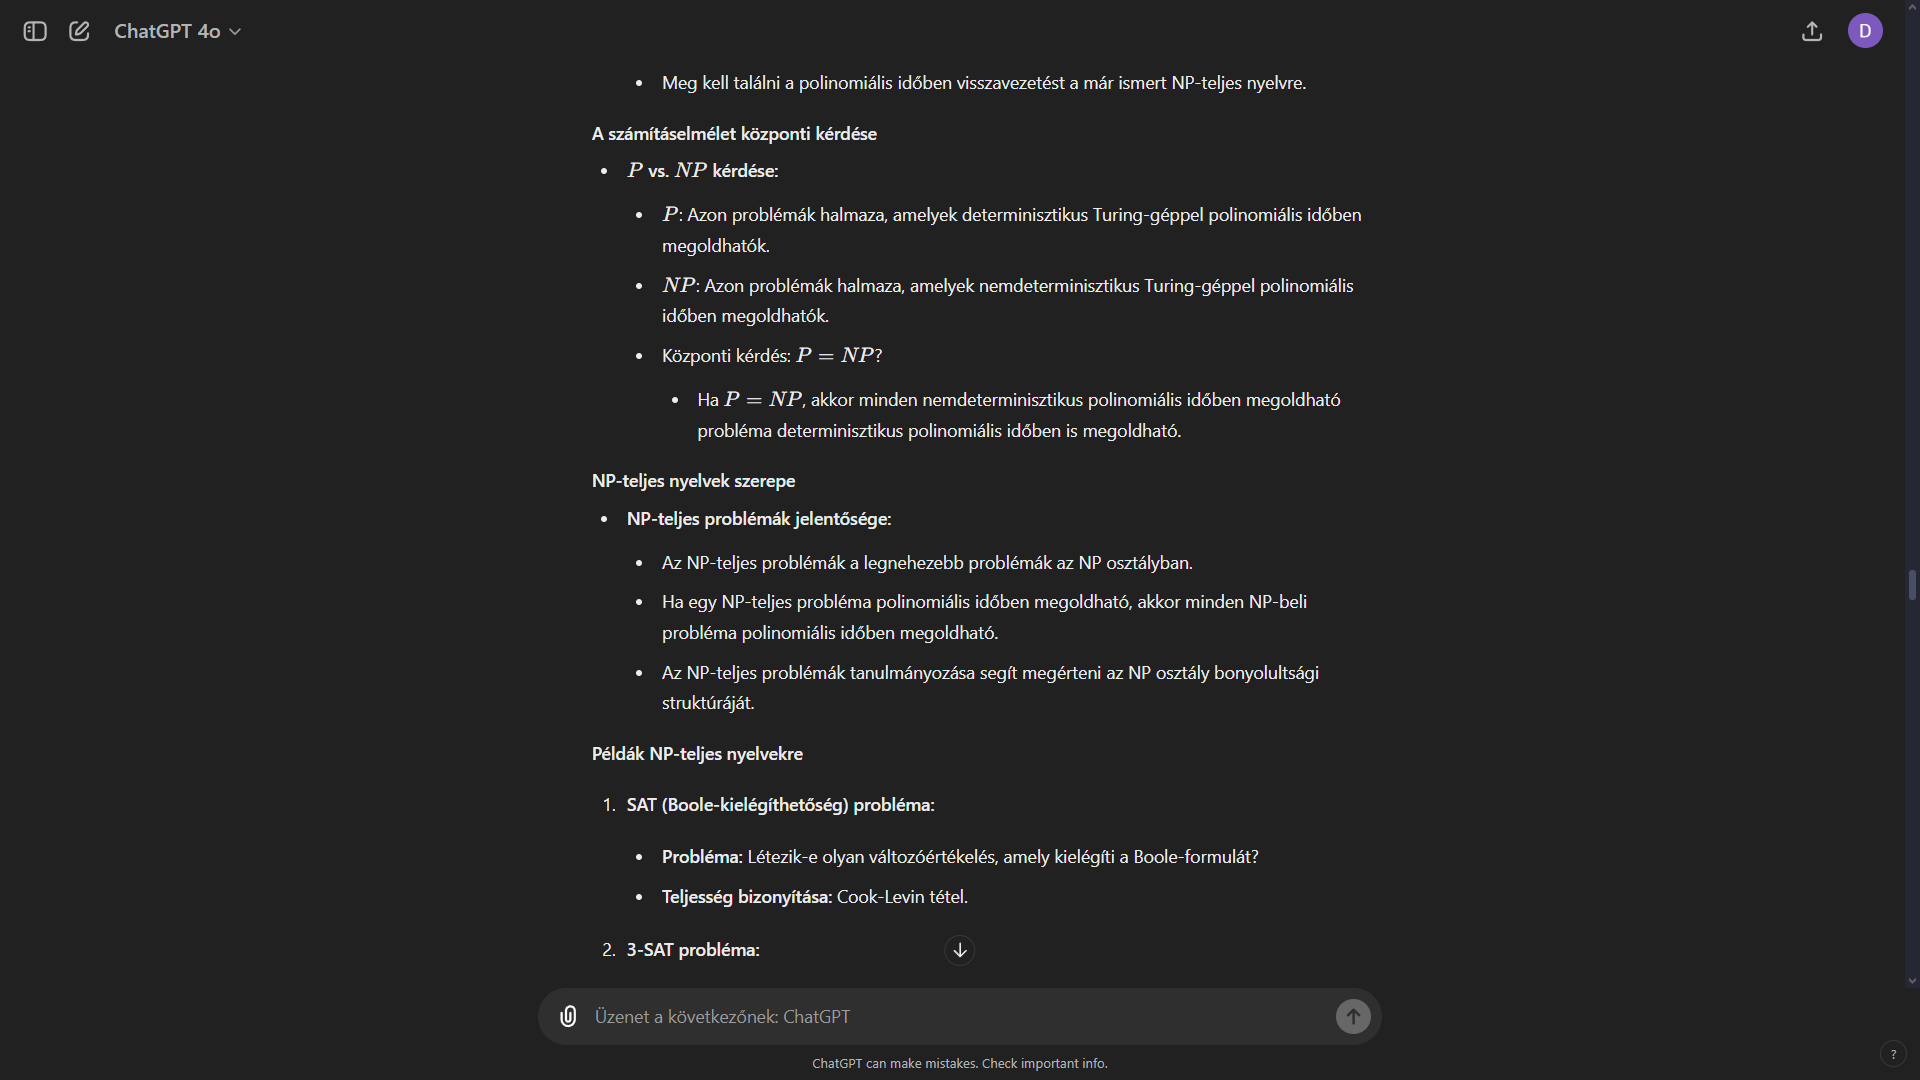 ChatGPT 4o
D
Meg kell találni a polinomiális időben visszavezetést a már ismert NP-teljes nyelvre.
A számításelmélet központi kérdése
P vs. NP kérdése:
P: Azon problémák halmaza, amelyek determinisztikus Turing-géppel polinomiális időben
megoldhatók.
NP: Azon problémák halmaza, amelyek nemdeterminisztikus Turing-géppel polinomiális
időben megoldhatók.
Központi kérdés: P = NP?
Ha P = NP, akkor minden nemdeterminisztikus polinomiális időben megoldható
probléma determinisztikus polinomiális időben is megoldható.
NP-teljes nyelvek szerepe
NP-teljes problémák jelentősége:
Az NP-teljes problémák a legnehezebb problémák az NP osztályban.
Ha egy NP-teljes probléma polinomiális időben megoldható, akkor minden NP-beli
probléma polinomiális időben megoldható.
Az NP-teljes problémák tanulmányozása segít megérteni az NP osztály bonyolultsági
struktúráját.
Példák NP-teljes nyelvekre
1. SAT (Boole-kielégíthetőség) probléma:
Probléma: Létezik-e olyan változóértékelés, amely kielégíti a Boole-formulát?
Teljesség bizonyítása: Cook-Levin tétel.
2. 3-SAT probléma:
Üzenet a következőnek: ChatGPT
ChatGPT can make mistakes. Check important info.
?